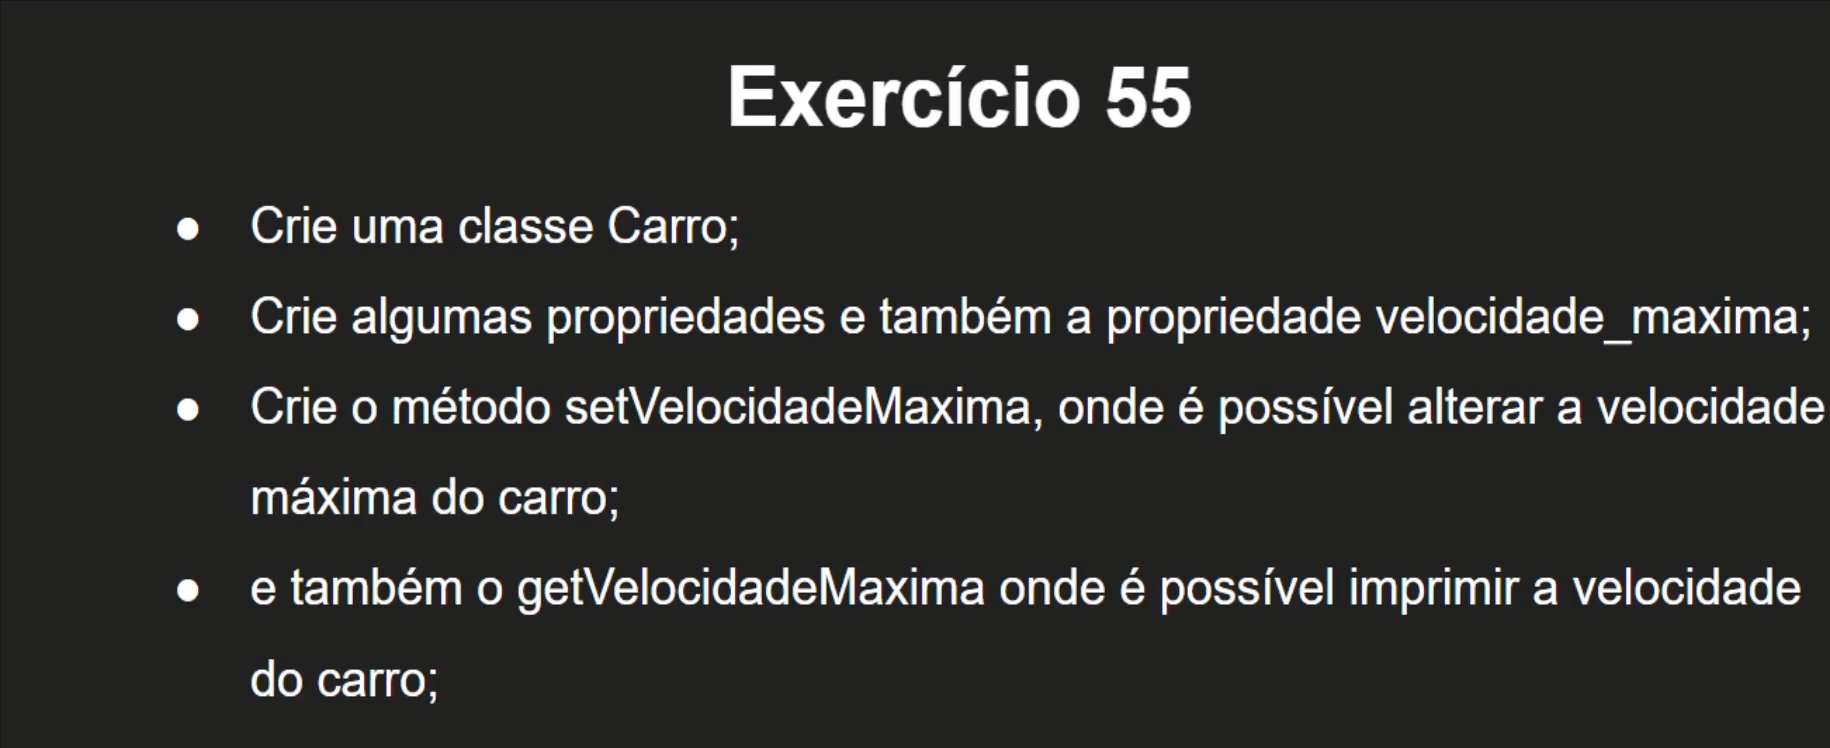 Exercício 55
● Crie uma classe Carro;
● Crie algumas propriedades e também a propriedade velocidade_maxima;
● Crie o método setVelocidadeMaxima, onde é possível alterar a velocidade
máxima do carro;
● e também o getVelocidadeMaxima onde é possível imprimir a velocidade
do carro;